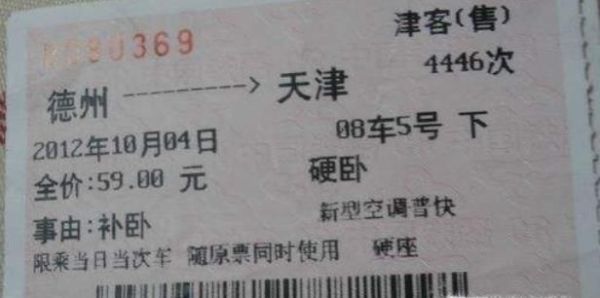 080369 津客(售)
德州 --------> 天津 4446次
2012年10月04日 08车5号 下
全价:59.00 元 硬卧
事由:补卧 新型空调普快
限乘当日当次车 随原票同时使用 硬座